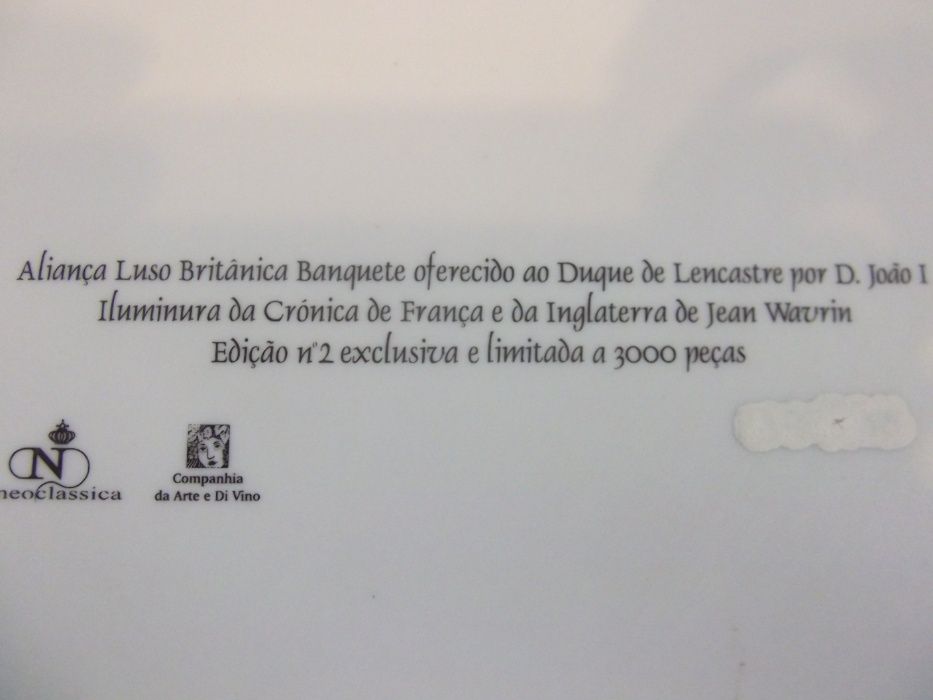 Aliança Luso Britânica Banquete oferecido ao Duque de Lencastre por D. João I
Iluminura da Crónica de França e da Inglaterra de Jean Wavrin
Edição nº2 exclusiva e limitada a 3000 peças
N
neoclassica
Companhia
da Arte e Di Vino